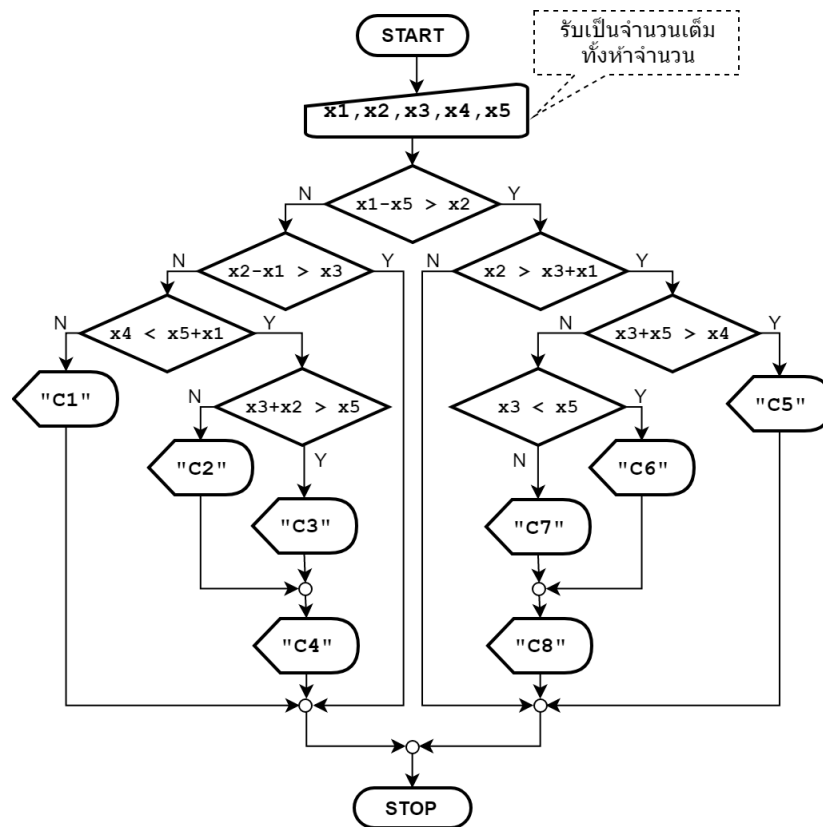 START
รับเป็นจำนวนเต็ม
ทั้งห้าจำนวน
x1,x2,x3,x4,x5
N
x1-x5 > x2
Y
N
x2-x1 > x3
Y
N
x2 > x3+x1
Y
N
x4 < x5+x1
Y
N
x3+x5 > x4
Y
"C1"
N
x3+x2 > x5
x3 < x5
Y
"C5"
"C2"
Y
N
"C6"
"C3"
"C7"
"C4"
"C8"
STOP